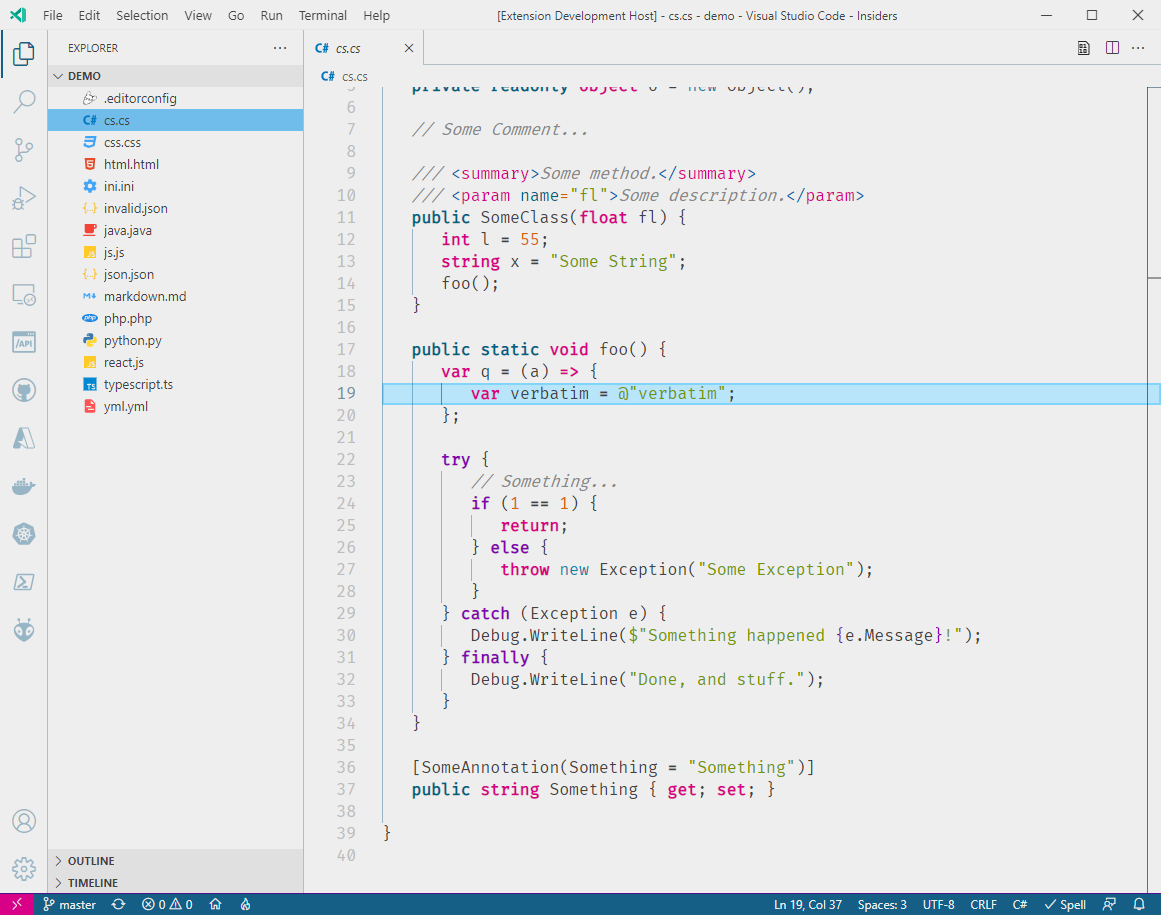 File Edit Selection View Go Run Terminal Help [Extension Development Host] - cs.cs - demo - Visual Studio Code - Insiders
EXPLORER
DEMO
.editorconfig
C# cs.cs
css.css
html.html
ini.ini
invalid.json
java.java
js.js
json.json
markdown.md
php.php
python.py
react.js
TS typescript.ts
yml.yml
OUTLINE
TIMELINE
/API
C# cs.cs
C# cs.cs
5 private readonly object o = new Object();
6
7 // Some Comment...
8
9 /// <summary>Some method.</summary>
10 /// <param name="fl">Some description.</param>
11 public SomeClass(float fl) {
12 int l = 55;
13 string x = "Some String";
14 foo();
15 }
16
17 public static void foo() {
18 var q = (a) => {
19 var verbatim = @"verbatim";
20 };
21
22 try {
23 // Something...
24 if (1 == 1) {
25 return;
26 } else {
27 throw new Exception("Some Exception");
28 }
29 } catch (Exception e) {
30 Debug.WriteLine($"Something happened {e.Message}!");
31 } finally {
32 Debug.WriteLine("Done, and stuff.");
33 }
34 }
35
36 [SomeAnnotation(Something = "Something")]
37 public string Something { get; set; }
38
39 }
40
master 0 0 Ln 19, Col 37 Spaces: 3 UTF-8 CRLF C# Spell